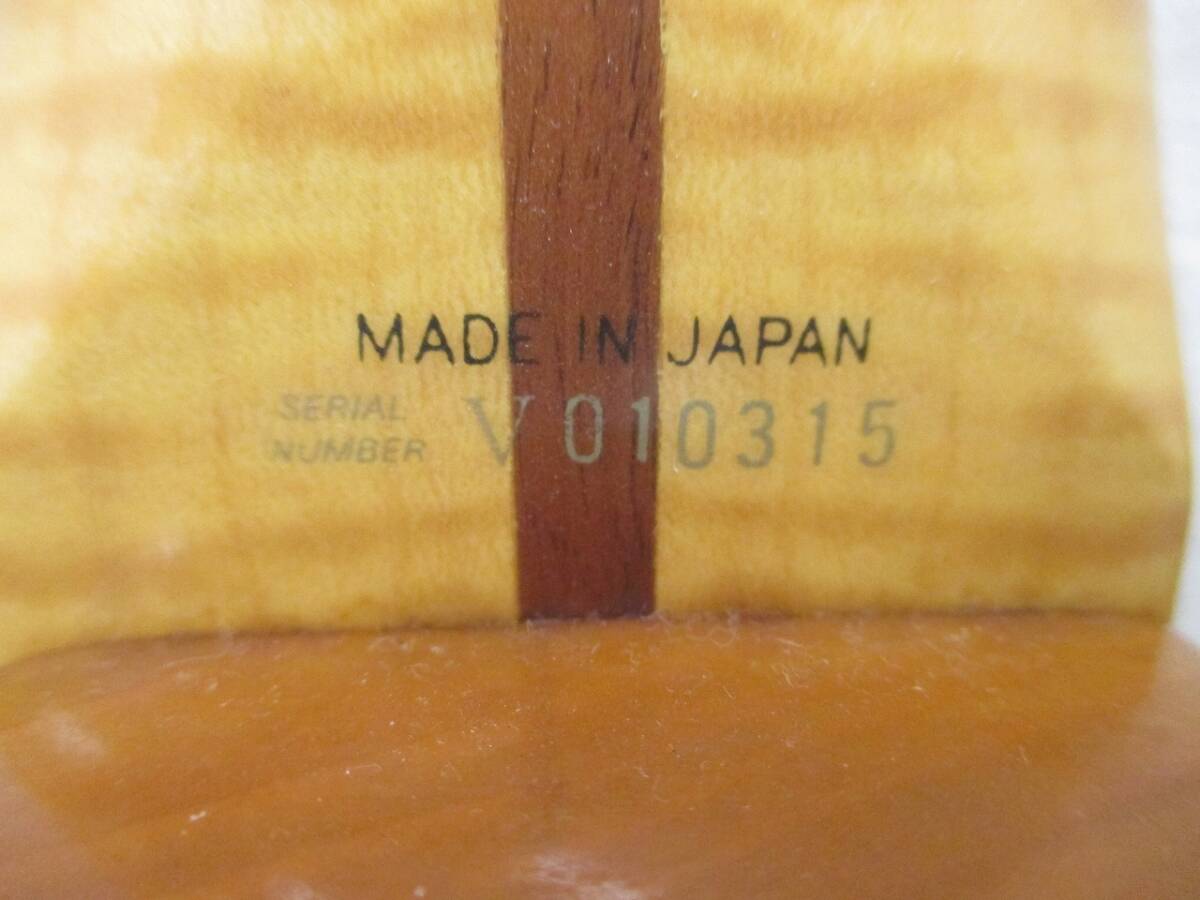 MADE IN JAPAN
SERIAL NUMBER V010315